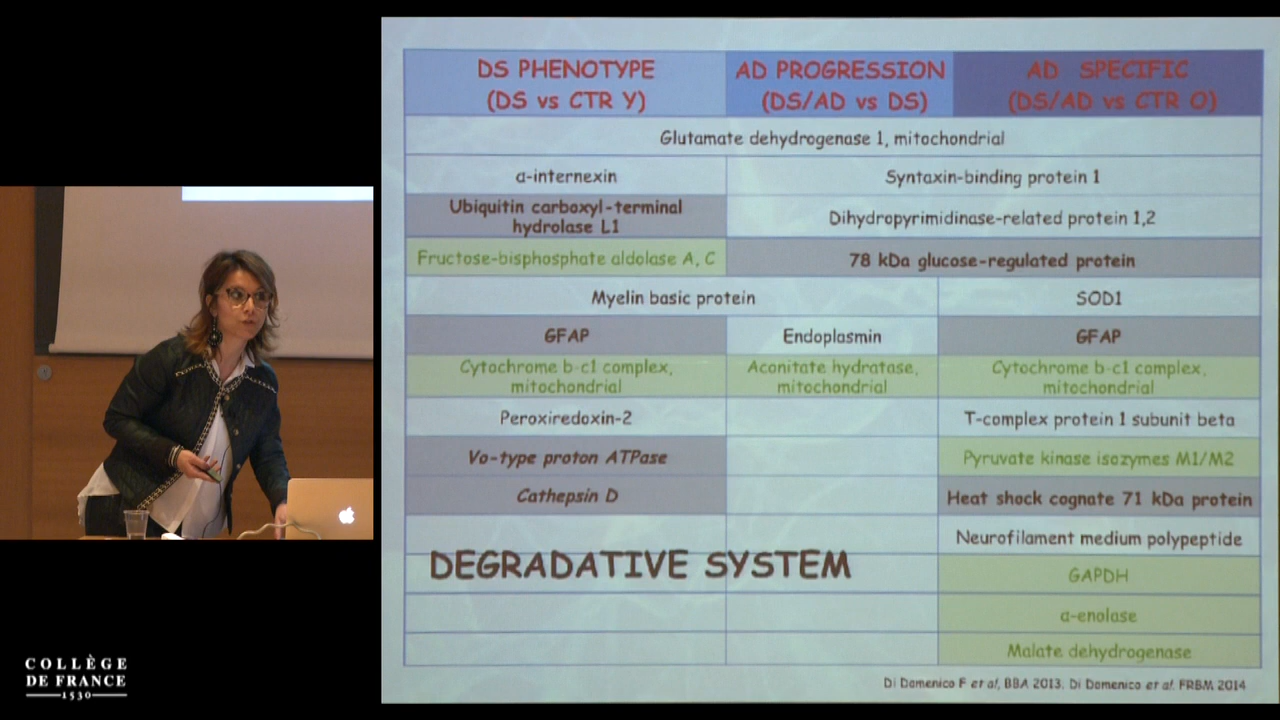 DS PHENOTYPE
(DS vs CTR Y)
AD PROGRESSION
(DS/AD vs DS)
AD SPECIFIC
(DS/AD vs CTR O)
Glutamate dehydrogenase 1, mitochondrial
α-internexin
Syntaxin-binding protein 1
Ubiquitin carboxyl-terminal
hydrolase L1
Dihydropyrimidinase-related protein 1,2
Fructose-bisphosphate aldolase A, C
78 kDa glucose-regulated protein
Myelin basic protein
SOD1
GFAP
Endoplasmin
GFAP
Cytochrome b-c1 complex,
mitochondrial
Aconitate hydratase,
mitochondrial
Cytochrome b-c1 complex,
mitochondrial
Peroxiredoxin-2
T-complex protein 1 subunit beta
Vo-type proton ATPase
Pyruvate kinase isozymes M1/M2
Cathepsin D
Heat shock cognate 71 kDa protein
Neurofilament medium polypeptide
DEGRADATIVE SYSTEM
GAPDH
α-enolase
Malate dehydrogenase
Di Domenico F et al, BBA 2013. Di Domenico et al. FRBM 2014
COLLÈGE
DE FRANCE
1530